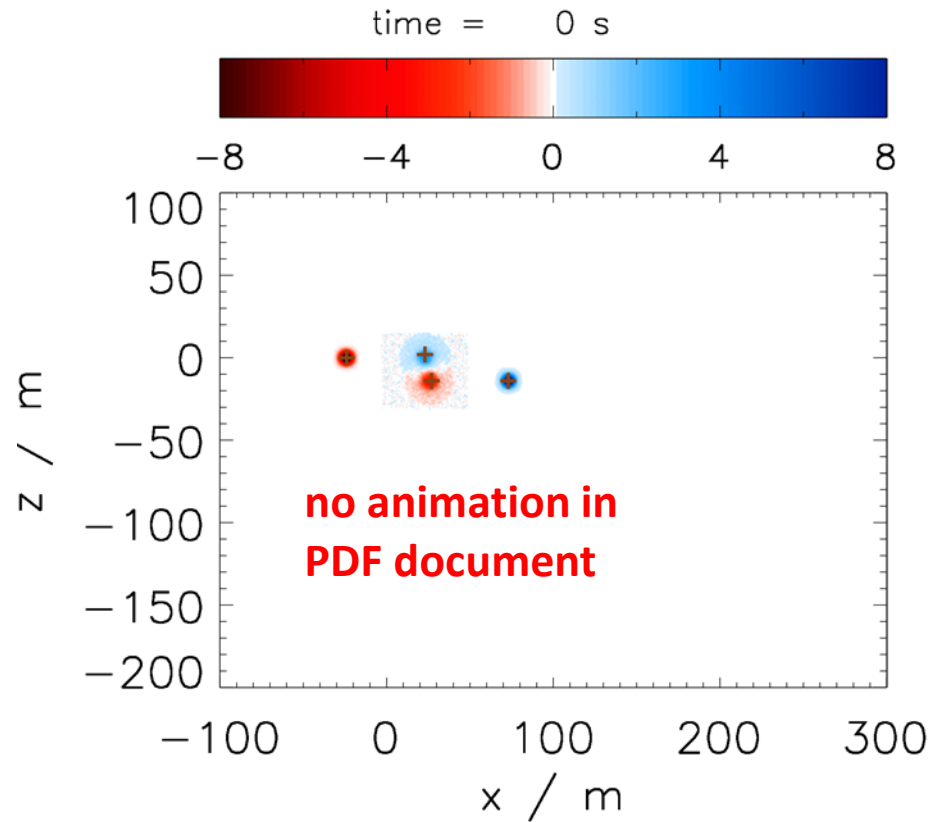 time = 0 s
−8 −4 0 4 8
100
50
0
−50
−100
−150
−200
z / m
no animation in
PDF document
−100 0 100 200 300
x / m